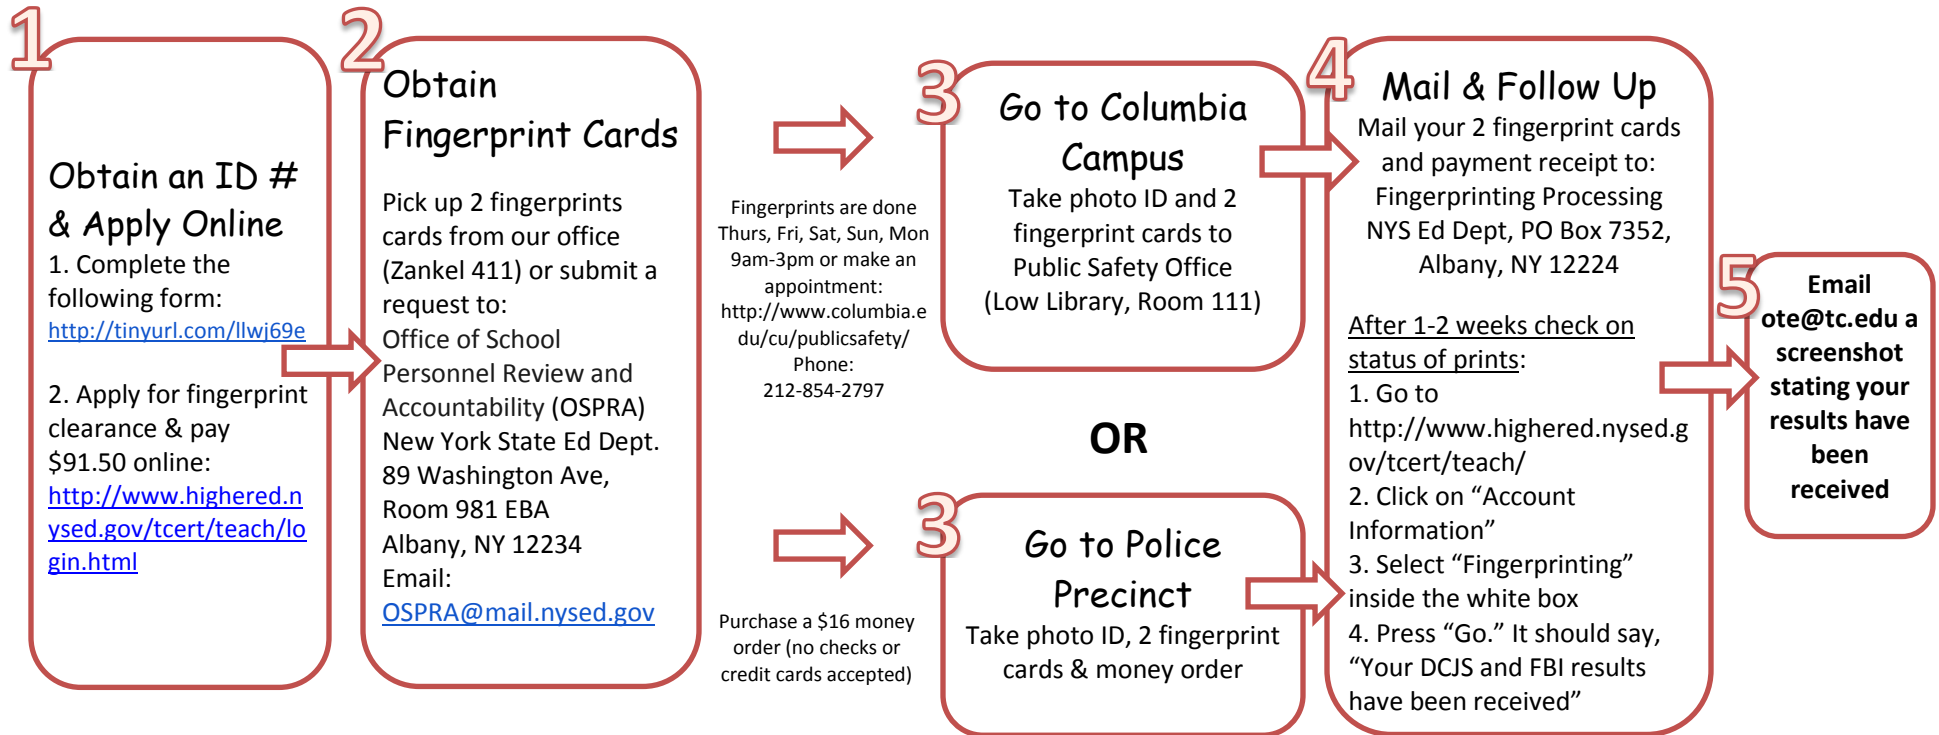 1
Obtain an ID #
& Apply Online
1. Complete the
following form:
http://tinyurl.com/llwj69e
2. Apply for fingerprint
clearance & pay
$91.50 online:
http://www.highered.n
ysed.gov/tcert/teach/lo
gin.html
2
Obtain
Fingerprint Cards
Pick up 2 fingerprints
cards from our office
(Zankel 411) or submit a
request to:
Office of School
Personnel Review and
Accountability (OSPRA)
New York State Ed Dept.
89 Washington Ave,
Room 981 EBA
Albany, NY 12234
Email:
OSPRA@mail.nysed.gov
Fingerprints are done
Thurs, Fri, Sat, Sun, Mon
9am-3pm or make an
appointment:
http://www.columbia.e
du/cu/publicsafety/
Phone:
212-854-2797
3
Go to Columbia
Campus
Take photo ID and 2
fingerprint cards to
Public Safety Office
(Low Library, Room 111)
OR
Purchase a $16 money
order (no checks or
credit cards accepted)
3
Go to Police
Precinct
Take photo ID, 2 fingerprint
cards & money order
4
Mail & Follow Up
Mail your 2 fingerprint cards
and payment receipt to:
Fingerprinting Processing
NYS Ed Dept, PO Box 7352,
Albany, NY 12224
After 1-2 weeks check on
status of prints:
1. Go to
http://www.highered.nysed.g
ov/tcert/teach/
2. Click on “Account
Information”
3. Select “Fingerprinting”
inside the white box
4. Press “Go.” It should say,
“Your DCJS and FBI results
have been received”
5
Email
ote@tc.edu a
screenshot
stating your
results have
been
received